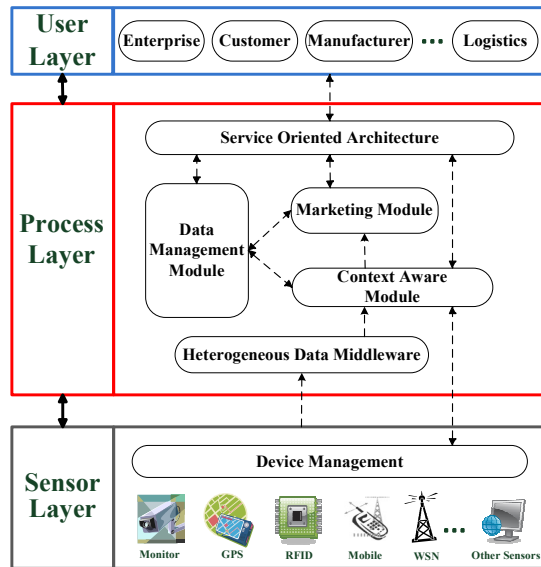 User
Layer
Enterprise
Customer
Manufacturer
Logistics
Process
Layer
Service Oriented Architecture
Data
Management
Module
Marketing Module
Context Aware
Module
Heterogeneous Data Middleware
Sensor
Layer
Device Management
Monitor
GPS
RFID
Mobile
WSN
Other Sensors